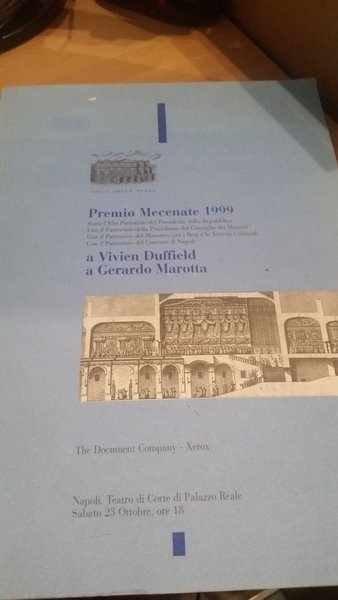 AMICI DELLA SCALA
Premio Mecenate 1999
Sotto l'Alto Patronato del Presidente della Repubblica
Con il Patrocinio della Presidenza del Consiglio dei Ministri
Con il Patrocinio del Ministero per i Beni e le Attività Culturali
Con il Patrocinio del Comune di Napoli
a Vivien Duffield
a Gerardo Marotta
The Document Company - Xerox
Napoli, Teatro di Corte di Palazzo Reale
Sabato 23 Ottobre, ore 18